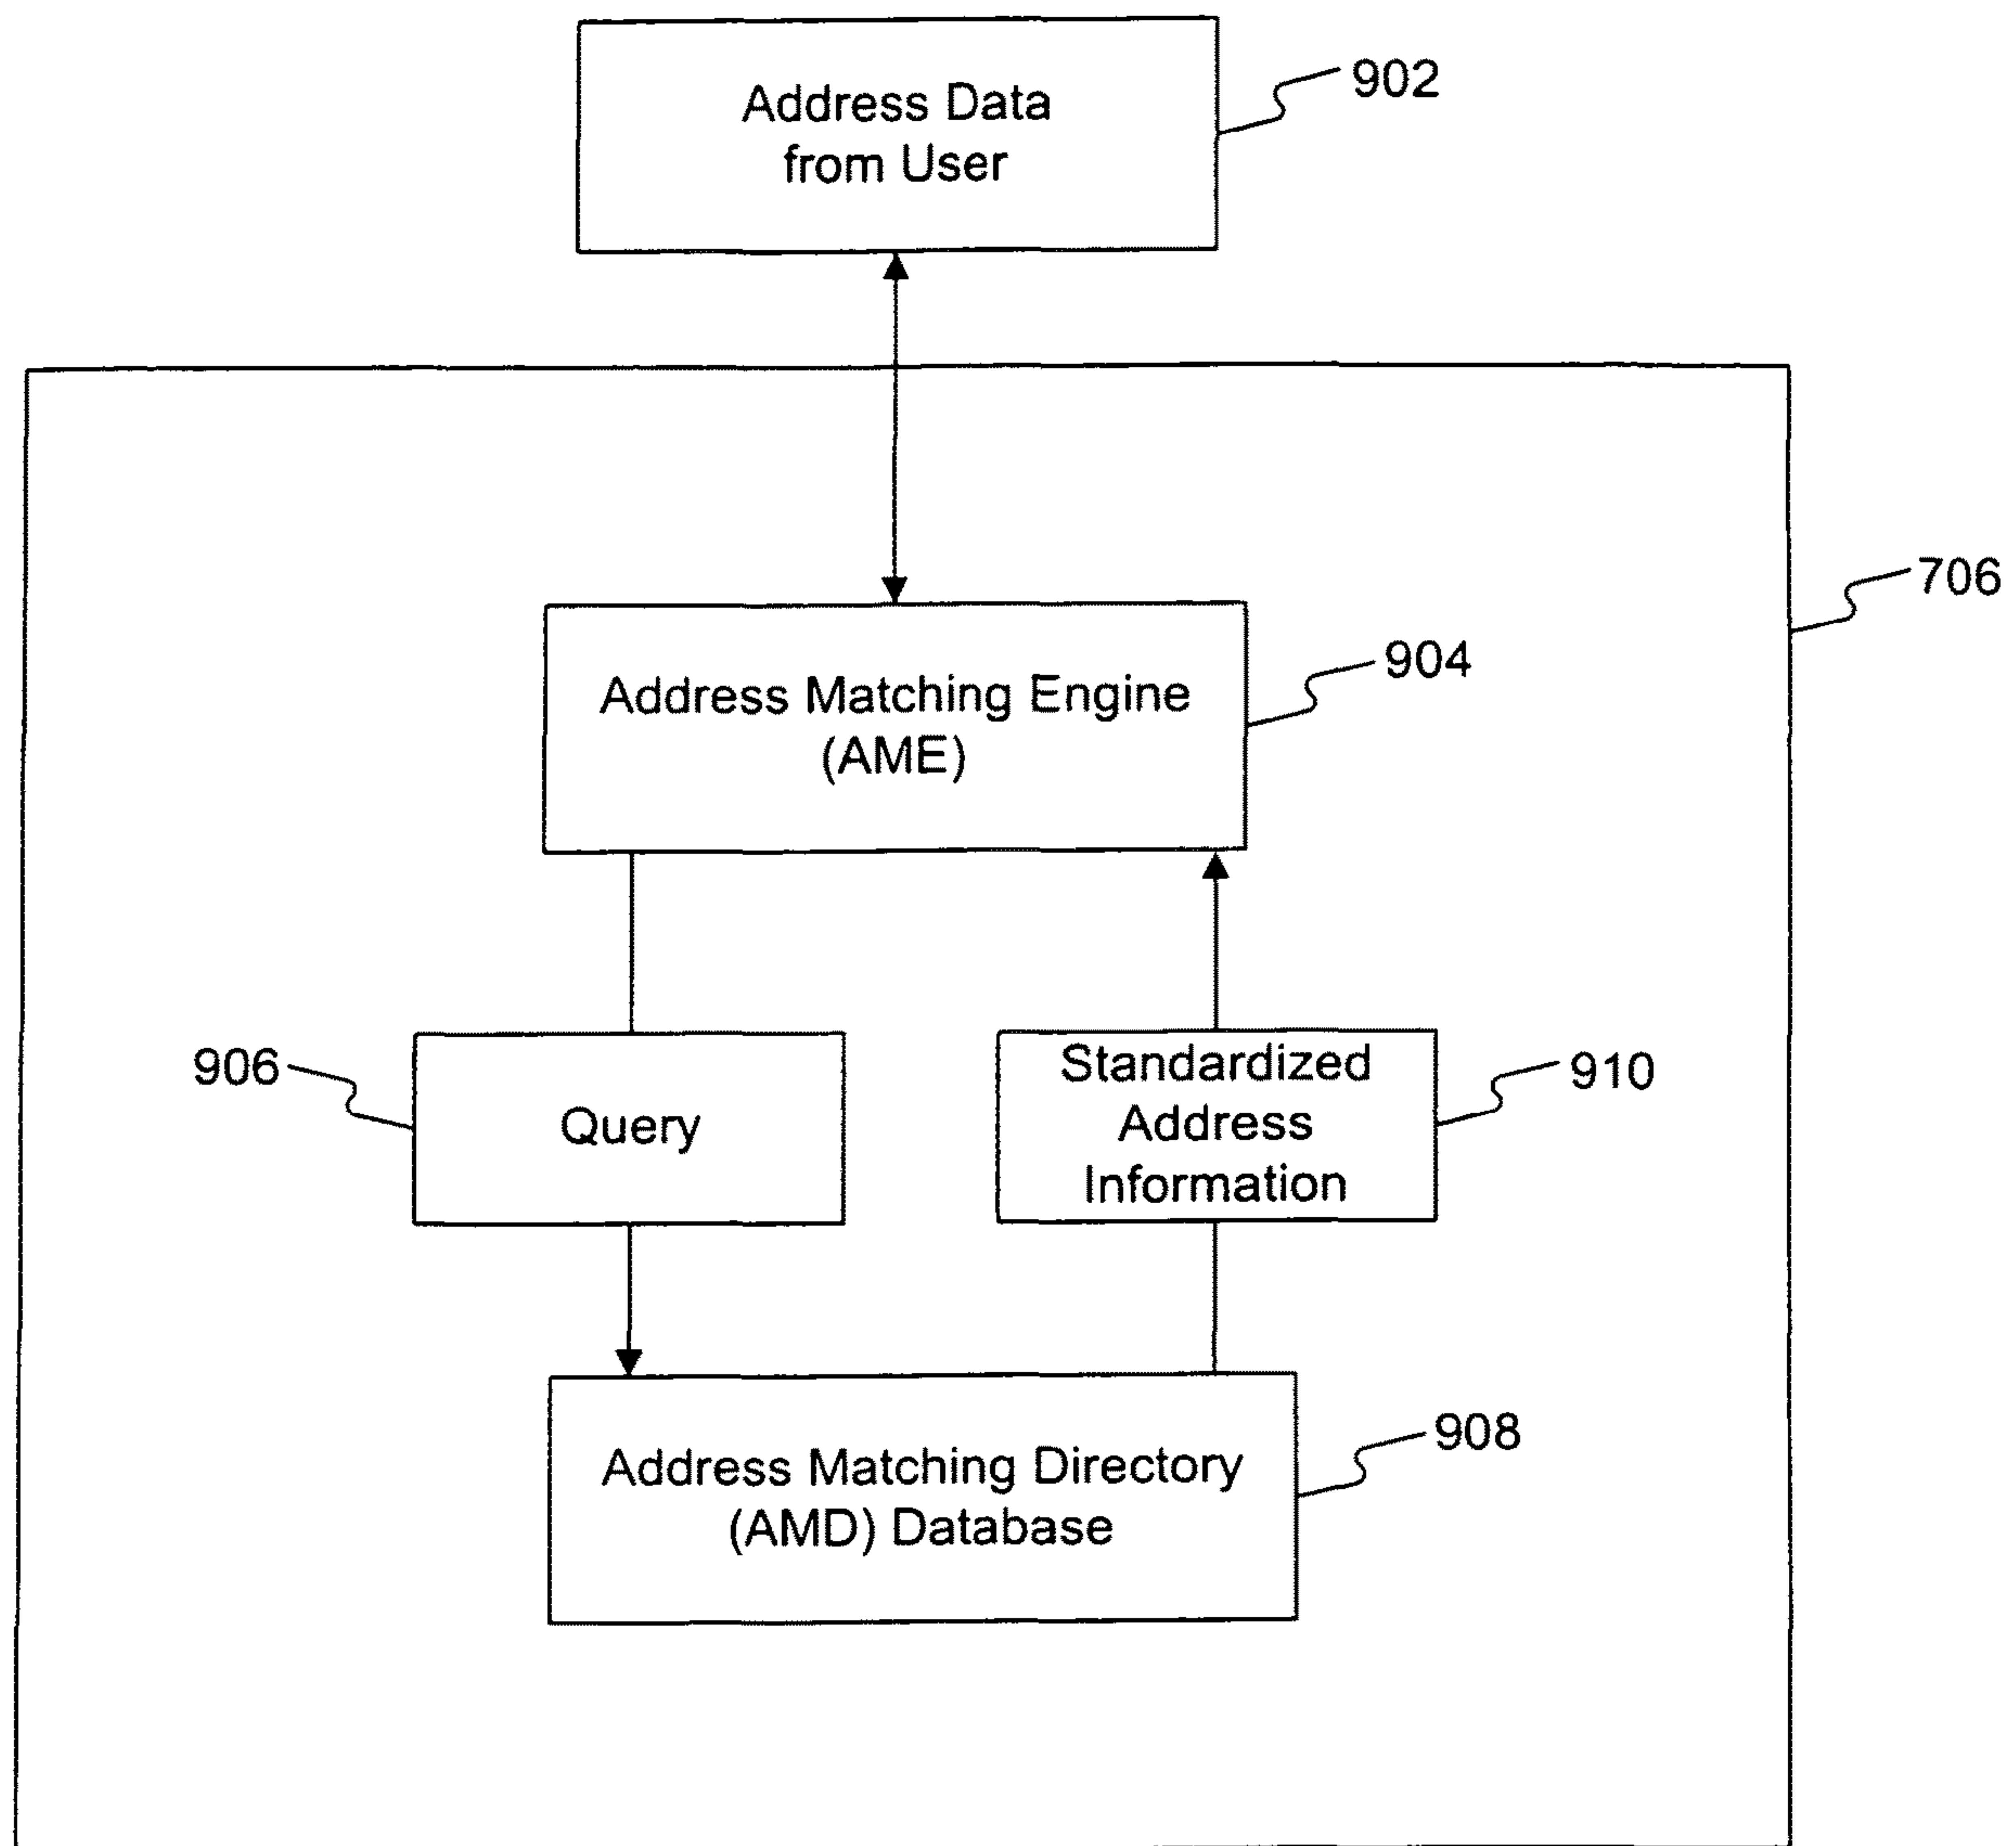 Address Data
from User
902
706
Address Matching Engine
(AME)
904
906
Query
Standardized
Address
Information
910
Address Matching Directory
(AMD) Database
908